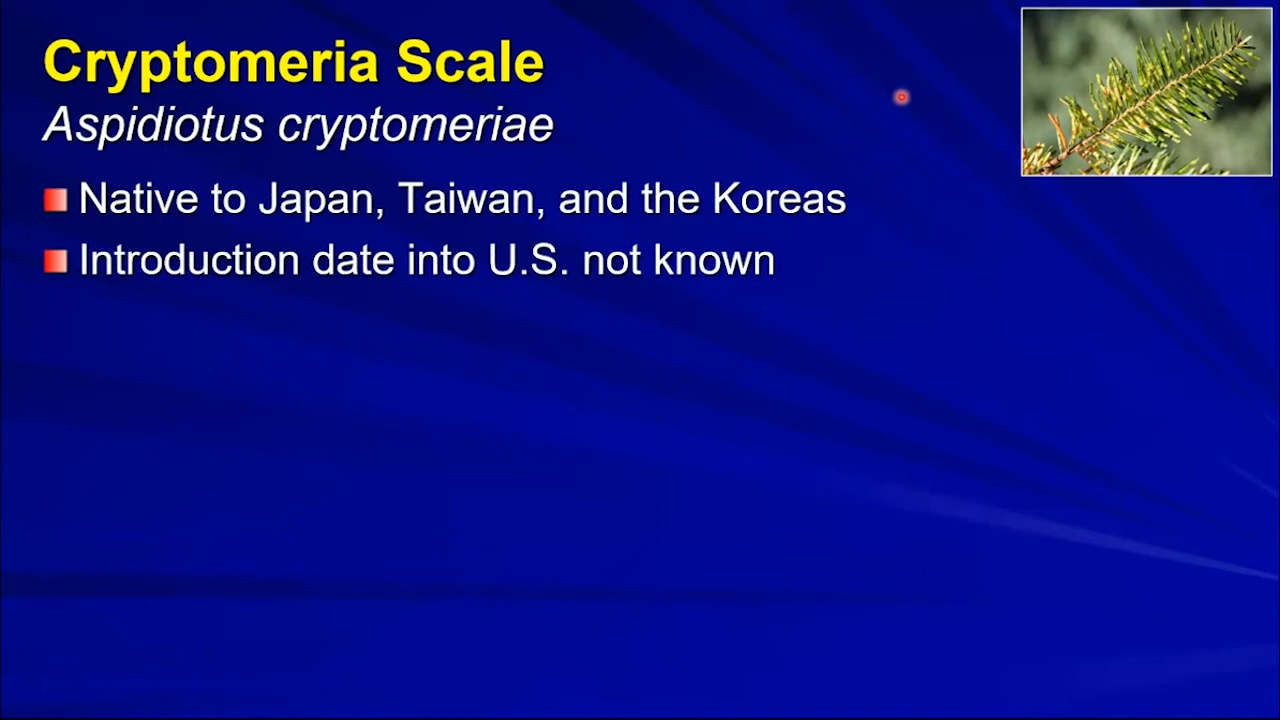 Cryptomeria Scale
Aspidiotus cryptomeriae
Native to Japan, Taiwan, and the Koreas
Introduction date into U.S. not known